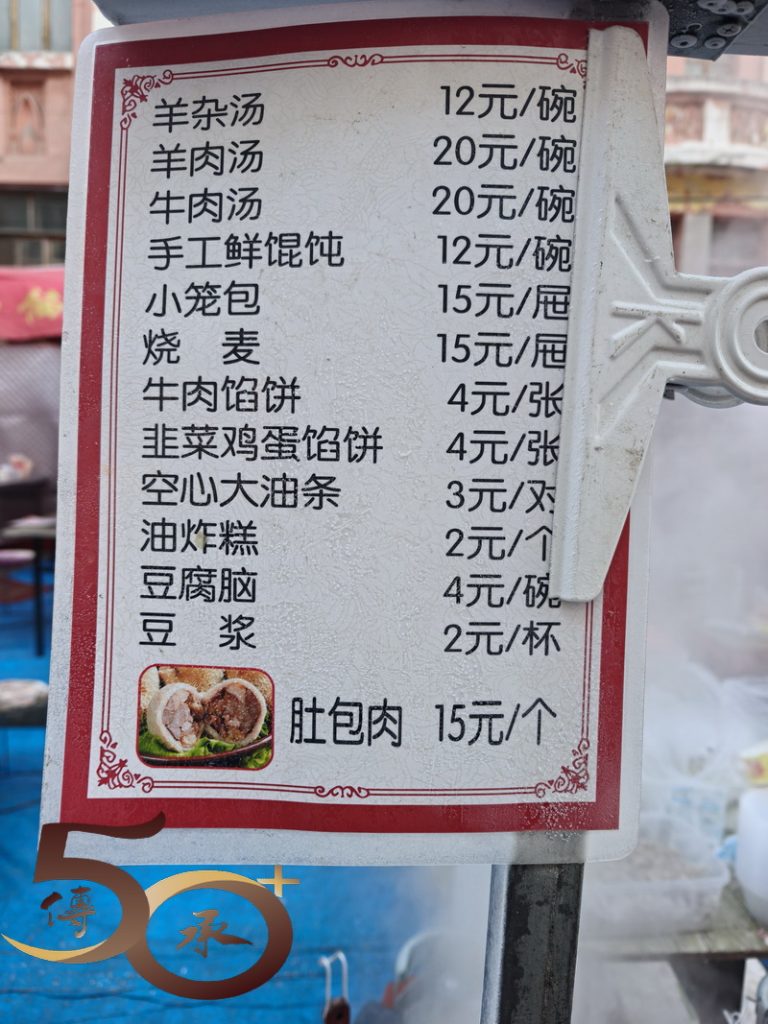 羊杂汤 12元/碗
羊肉汤 20元/碗
牛肉汤 20元/碗
手工鲜馄饨 12元/碗
小笼包 15元/屉
烧 麦 15元/屉
牛肉馅饼 4元/张
韭菜鸡蛋馅饼 4元/张
空心大油条 3元/对
油炸糕 2元/个
豆腐脑 4元/碗
豆 浆 2元/杯
肚包肉 15元/个
50+
傳承